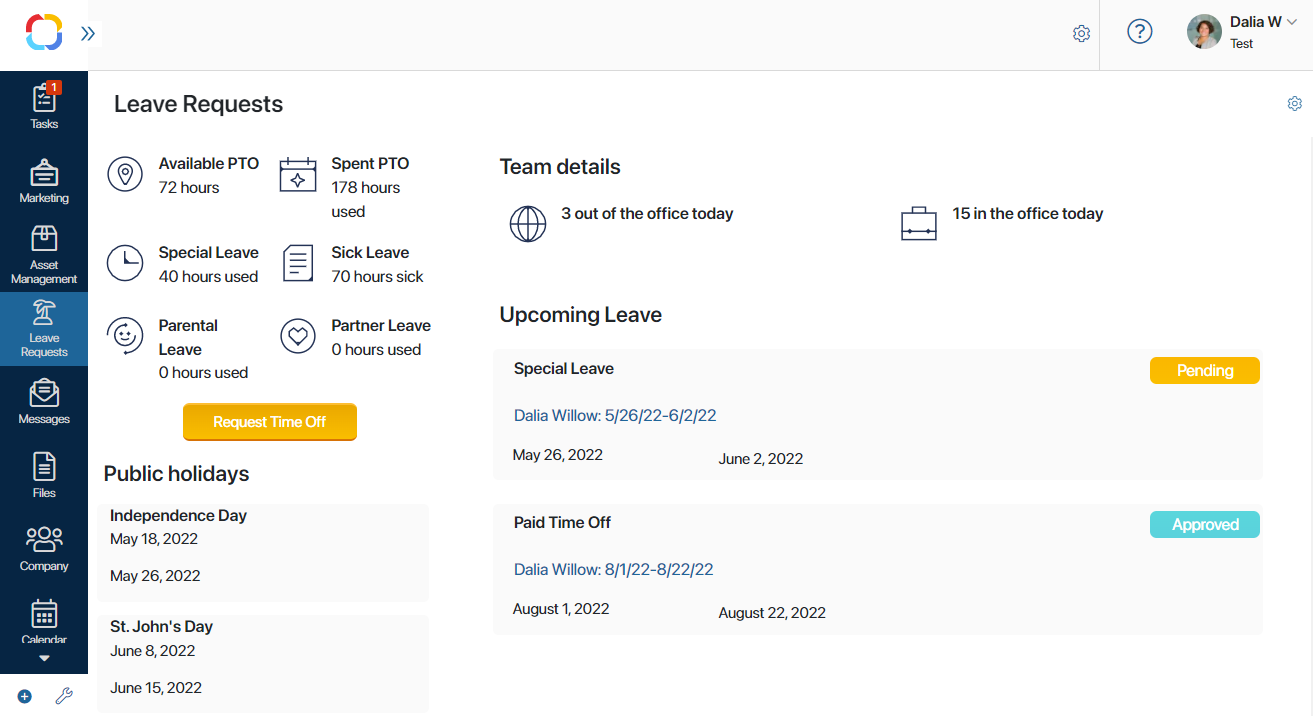 Dalia W
Test
1
Tasks
Marketing
Asset
Management
Leave
Requests
Messages
Files
Company
Calendar
Leave Requests
Available PTO
72 hours
Spent PTO
178 hours
used
Special Leave
40 hours used
Sick Leave
70 hours sick
Parental
Leave
0 hours used
Partner Leave
0 hours used
Request Time Off
Public holidays
Independence Day
May 18, 2022
May 26, 2022
St. John's Day
June 8, 2022
June 15, 2022
Team details
3 out of the office today
15 in the office today
Upcoming Leave
Special Leave
Pending
Dalia Willow: 5/26/22-6/2/22
May 26, 2022
June 2, 2022
Paid Time Off
Approved
Dalia Willow: 8/1/22-8/22/22
August 1, 2022
August 22, 2022